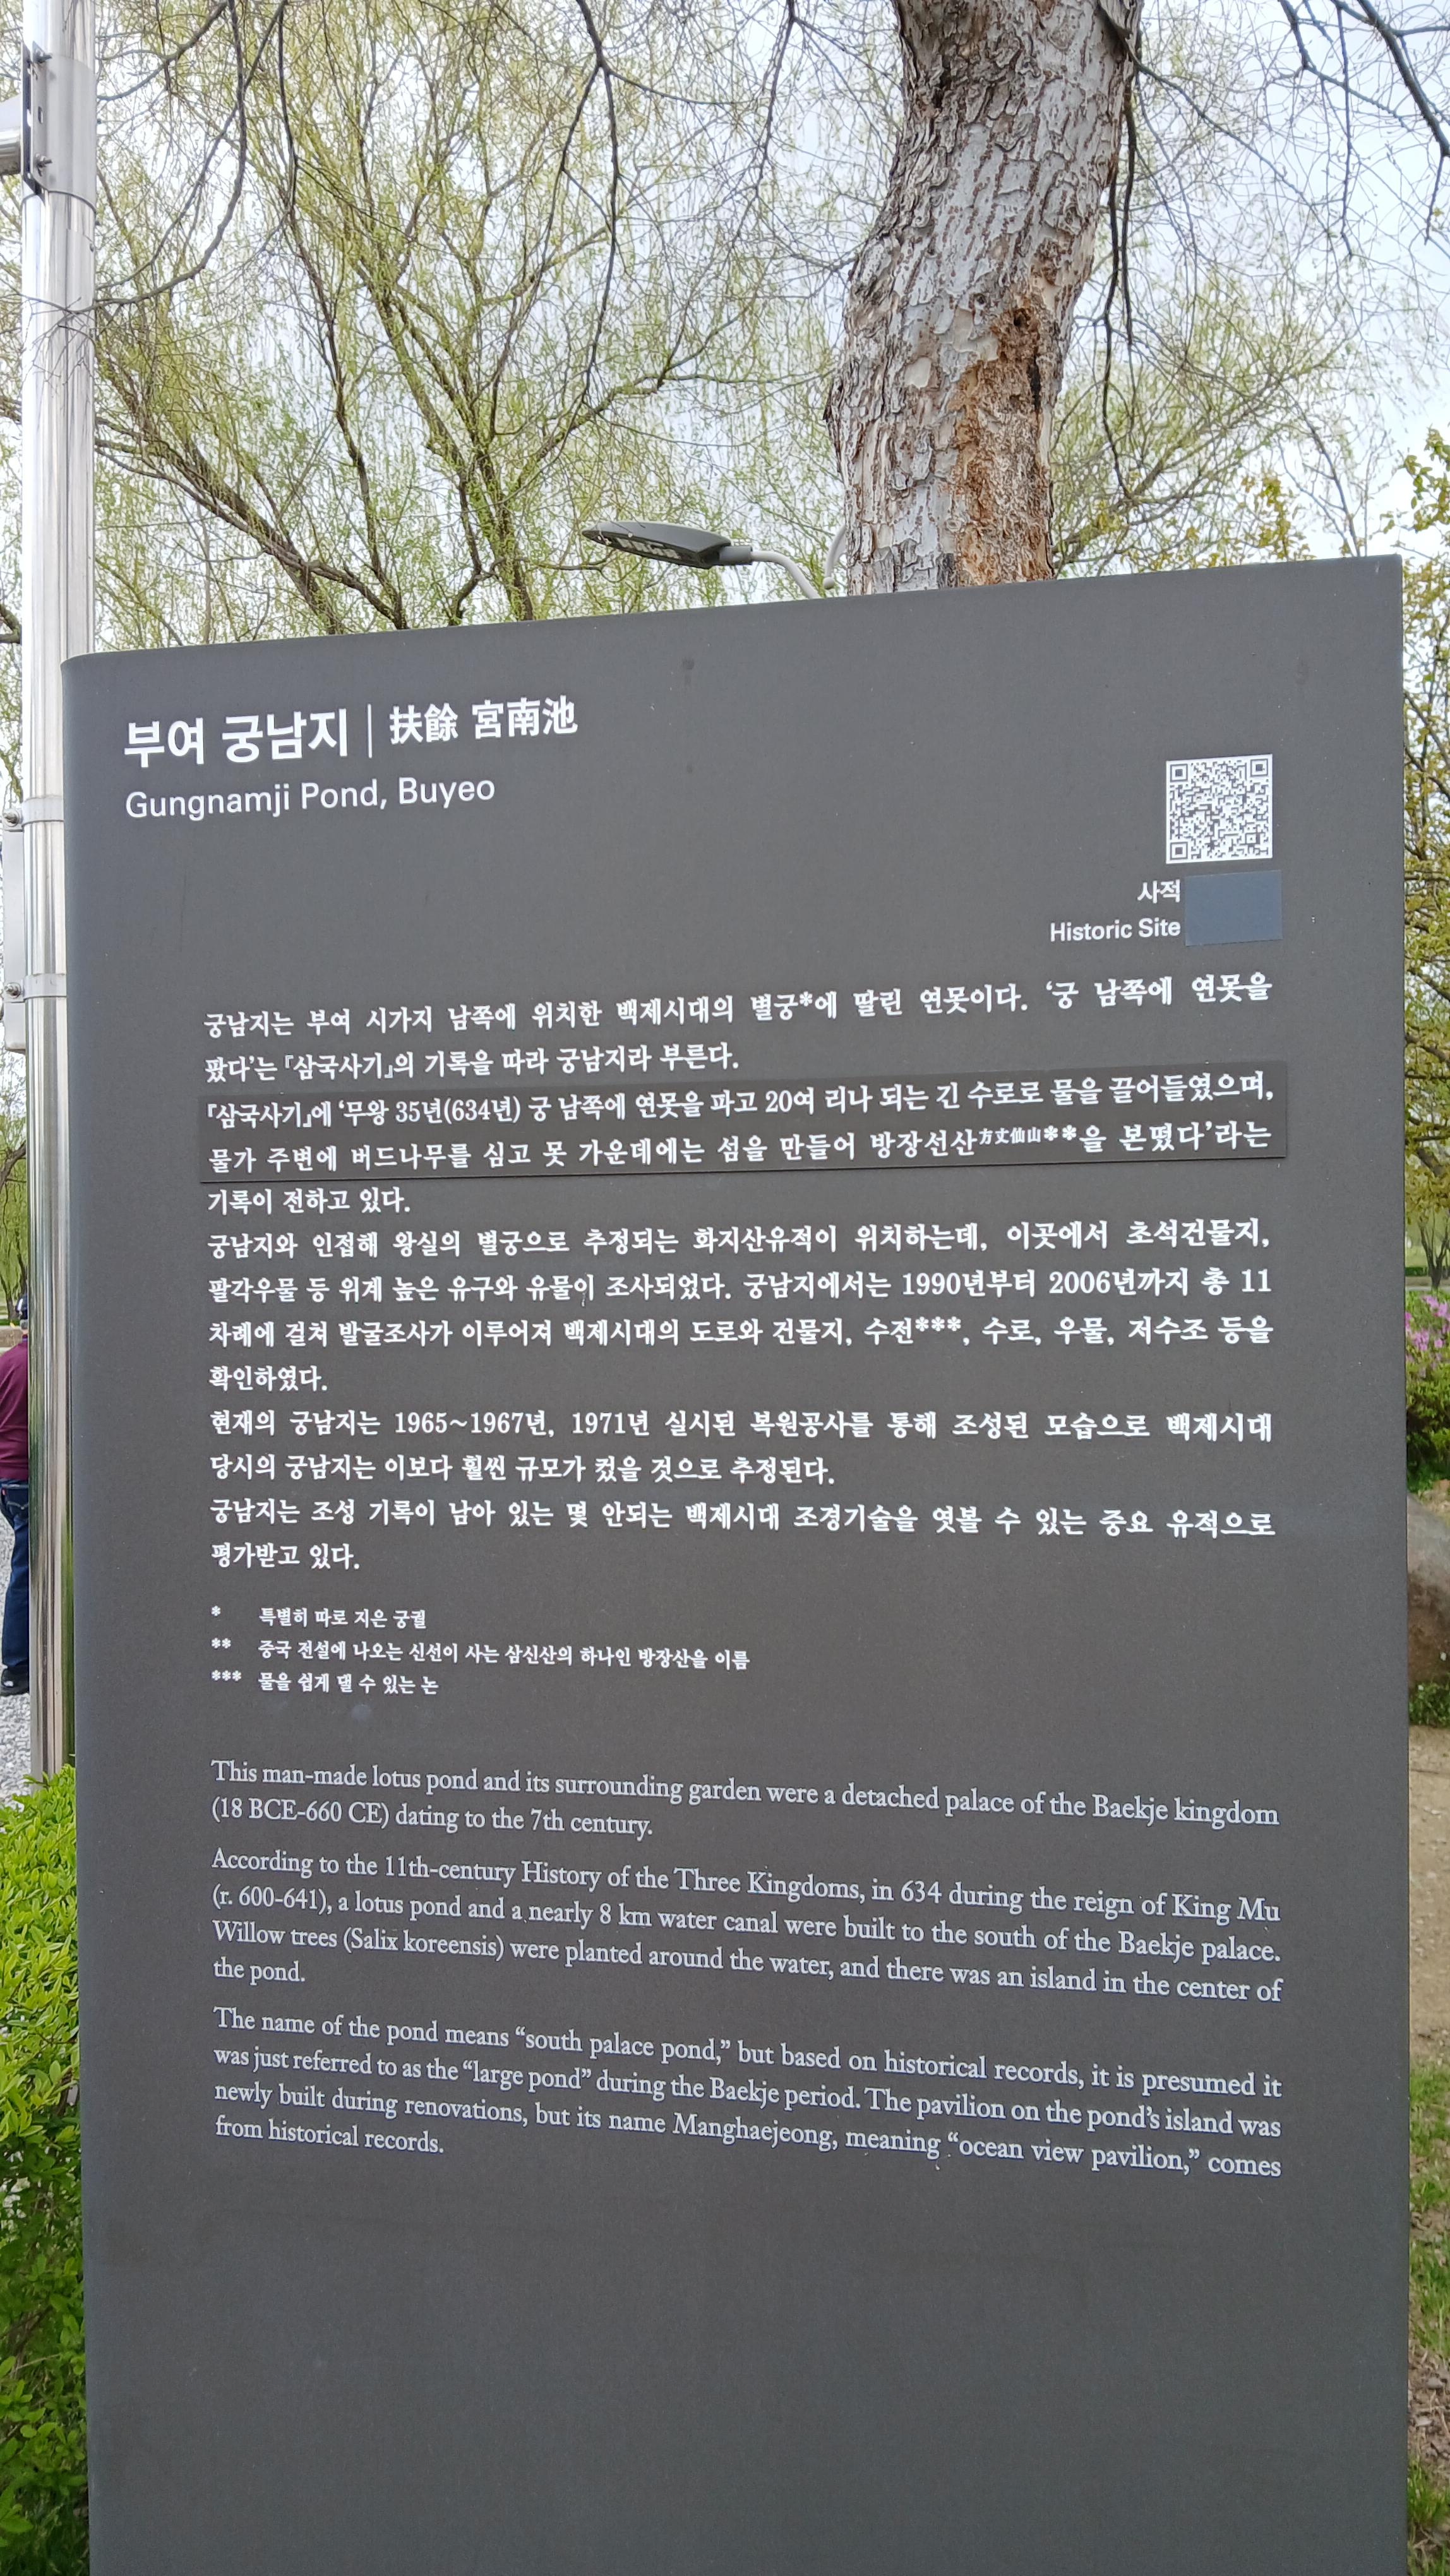 부여 궁남지 | 扶餘 宮南池
Gungnamji Pond, Buyeo
사적
Historic Site
궁남지는 부여 시가지 남쪽에 위치한 백제시대의 별궁*에 딸린 연못이다. ‘궁 남쪽에 연못을
팠다’는 『삼국사기』의 기록을 따라 궁남지라 부른다.
『삼국사기』에 ‘무왕 35년(634년) 궁 남쪽에 연못을 파고 20여 리나 되는 긴 수로로 물을 끌어들였으며,
물가 주변에 버드나무를 심고 못 가운데에는 섬을 만들어 방장선산方丈仙山**을 본떴다’라는
기록이 전하고 있다.
궁남지와 인접해 왕실의 별궁으로 추정되는 화지산유적이 위치하는데, 이곳에서 초석건물지,
팔각우물 등 위계 높은 유구와 유물이 조사되었다. 궁남지에서는 1990년부터 2006년까지 총 11
차례에 걸쳐 발굴조사가 이루어져 백제시대의 도로와 건물지, 수전***, 수로, 우물, 저수조 등을
확인하였다.
현재의 궁남지는 1965~1967년, 1971년 실시된 복원공사를 통해 조성된 모습으로 백제시대
당시의 궁남지는 이보다 훨씬 규모가 컸을 것으로 추정된다.
궁남지는 조성 기록이 남아 있는 몇 안되는 백제시대 조경기술을 엿볼 수 있는 중요 유적으로
평가받고 있다.
* 특별히 따로 지은 궁궐
** 중국 전설에 나오는 신선이 사는 삼신산의 하나인 방장산을 이름
*** 물을 쉽게 댈 수 있는 논
This man-made lotus pond and its surrounding garden were a detached palace of the Baekje kingdom
(18 BCE-660 CE) dating to the 7th century.
According to the 11th-century History of the Three Kingdoms, in 634 during the reign of King Mu
(r. 600-641), a lotus pond and a nearly 8 km water canal were built to the south of the Baekje palace.
Willow trees (Salix koreensis) were planted around the water, and there was an island in the center of
the pond.
The name of the pond means “south palace pond,” but based on historical records, it is presumed it
was just referred to as the “large pond” during the Baekje period. The pavilion on the pond’s island was
newly built during renovations, but its name Manghaejeong, meaning “ocean view pavilion,” comes
from historical records.